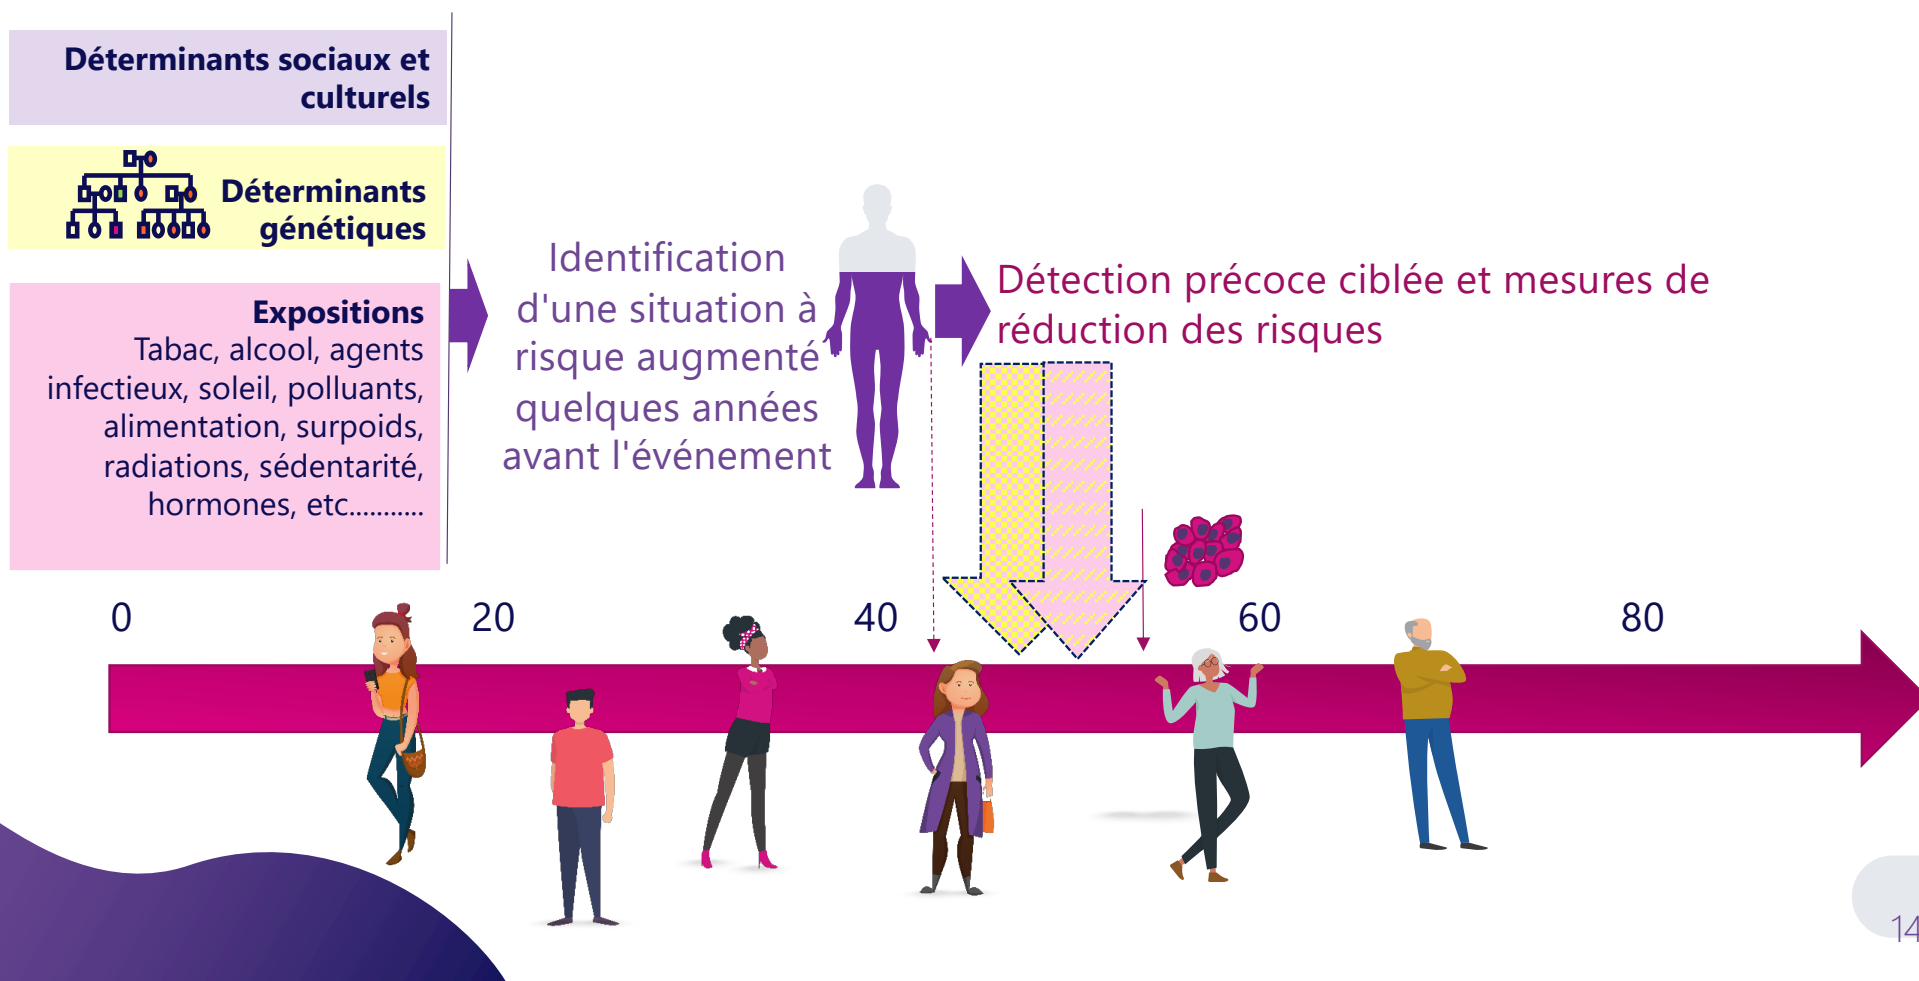 Déterminants sociaux et
culturels
Déterminants
génétiques
Expositions
Tabac, alcool, agents
infectieux, soleil, polluants,
alimentation, surpoids,
radiations, sédentarité,
hormones, etc...........
Identification
d'une situation à
risque augmenté
quelques années
avant l'événement
Détection précoce ciblée et mesures de
réduction des risques
0
20
40
60
80
14